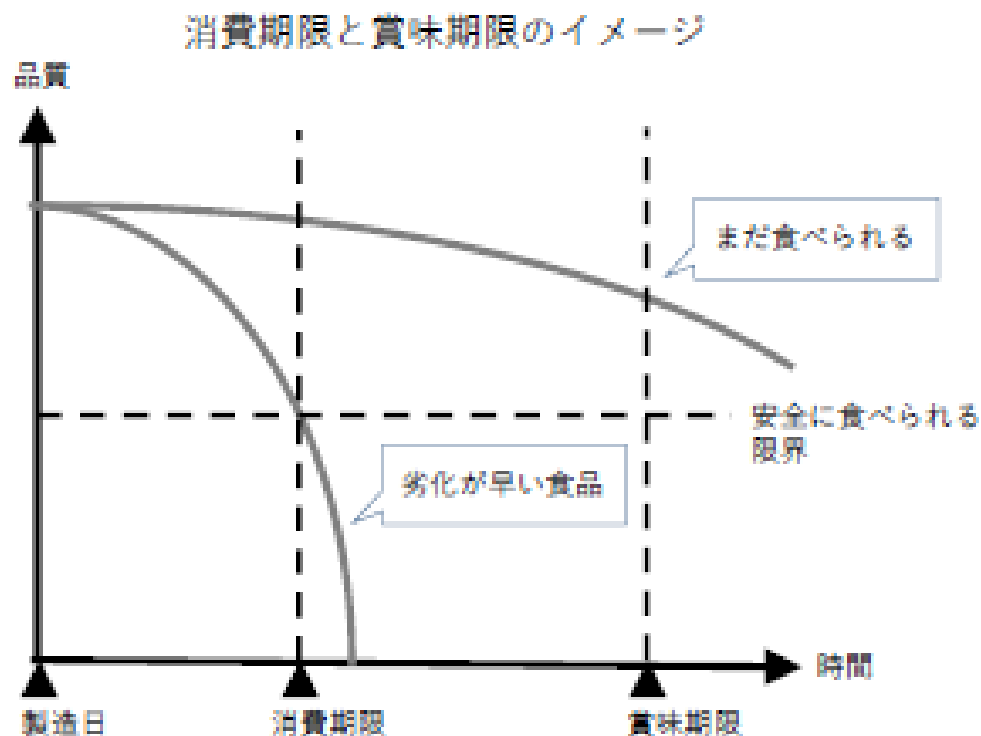 消費期限と賞味期限のイメージ
品質
まだ食べられる
安全に食べられる
限界
劣化が早い食品
時間
製造日
消費期限
賞味期限